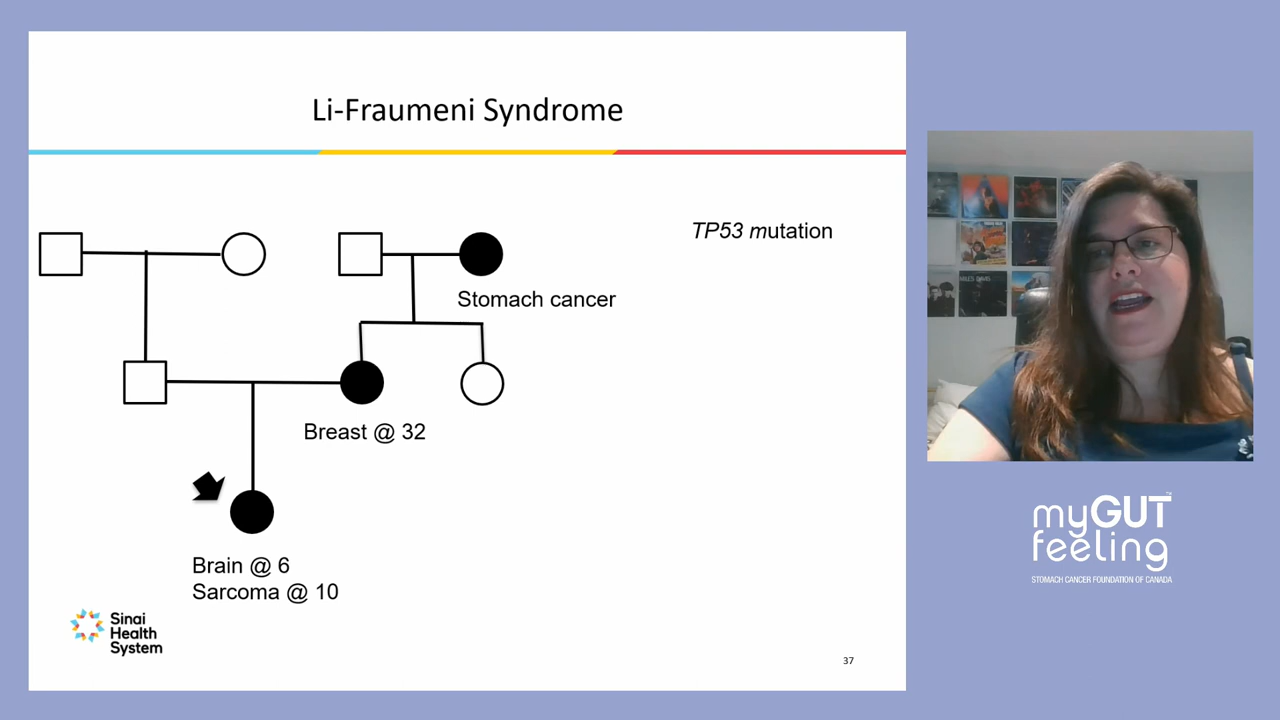 Li-Fraumeni Syndrome
TP53 mutation
Stomach cancer
Breast @ 32
Brain @ 6
Sarcoma @ 10
Sinai
Health
System
37
myGUT
feeling
STOMACH CANCER FOUNDATION OF CANADA